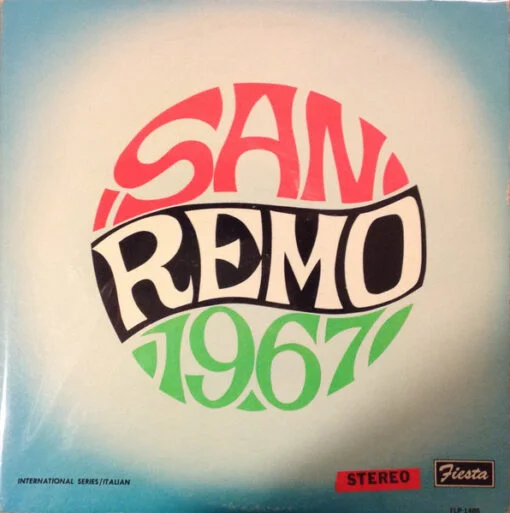 SAN
REMO
1967
INTERNATIONAL SERIES/ITALIAN
STEREO
Fiesta